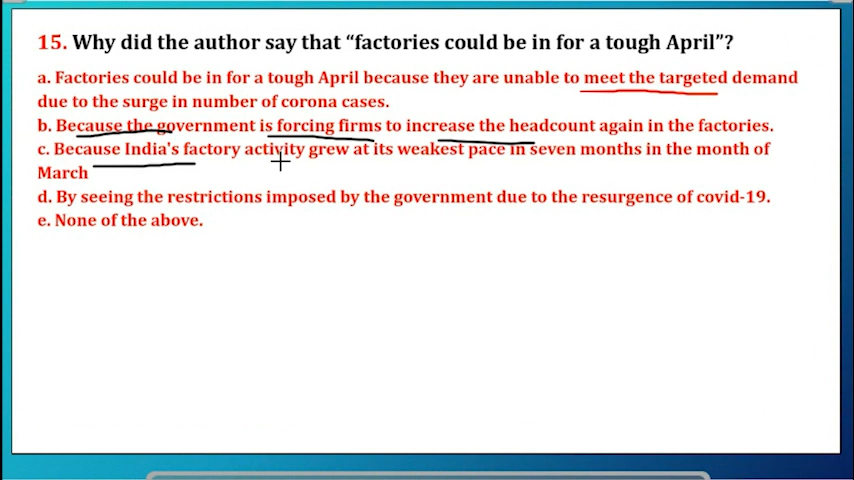 15. Why did the author say that “factories could be in for a tough April”?
a. Factories could be in for a tough April because they are unable to meet the targeted demand
due to the surge in number of corona cases.
b. Because the government is forcing firms to increase the headcount again in the factories.
c. Because India's factory activity grew at its weakest pace in seven months in the month of
March
d. By seeing the restrictions imposed by the government due to the resurgence of covid-19.
e. None of the above.